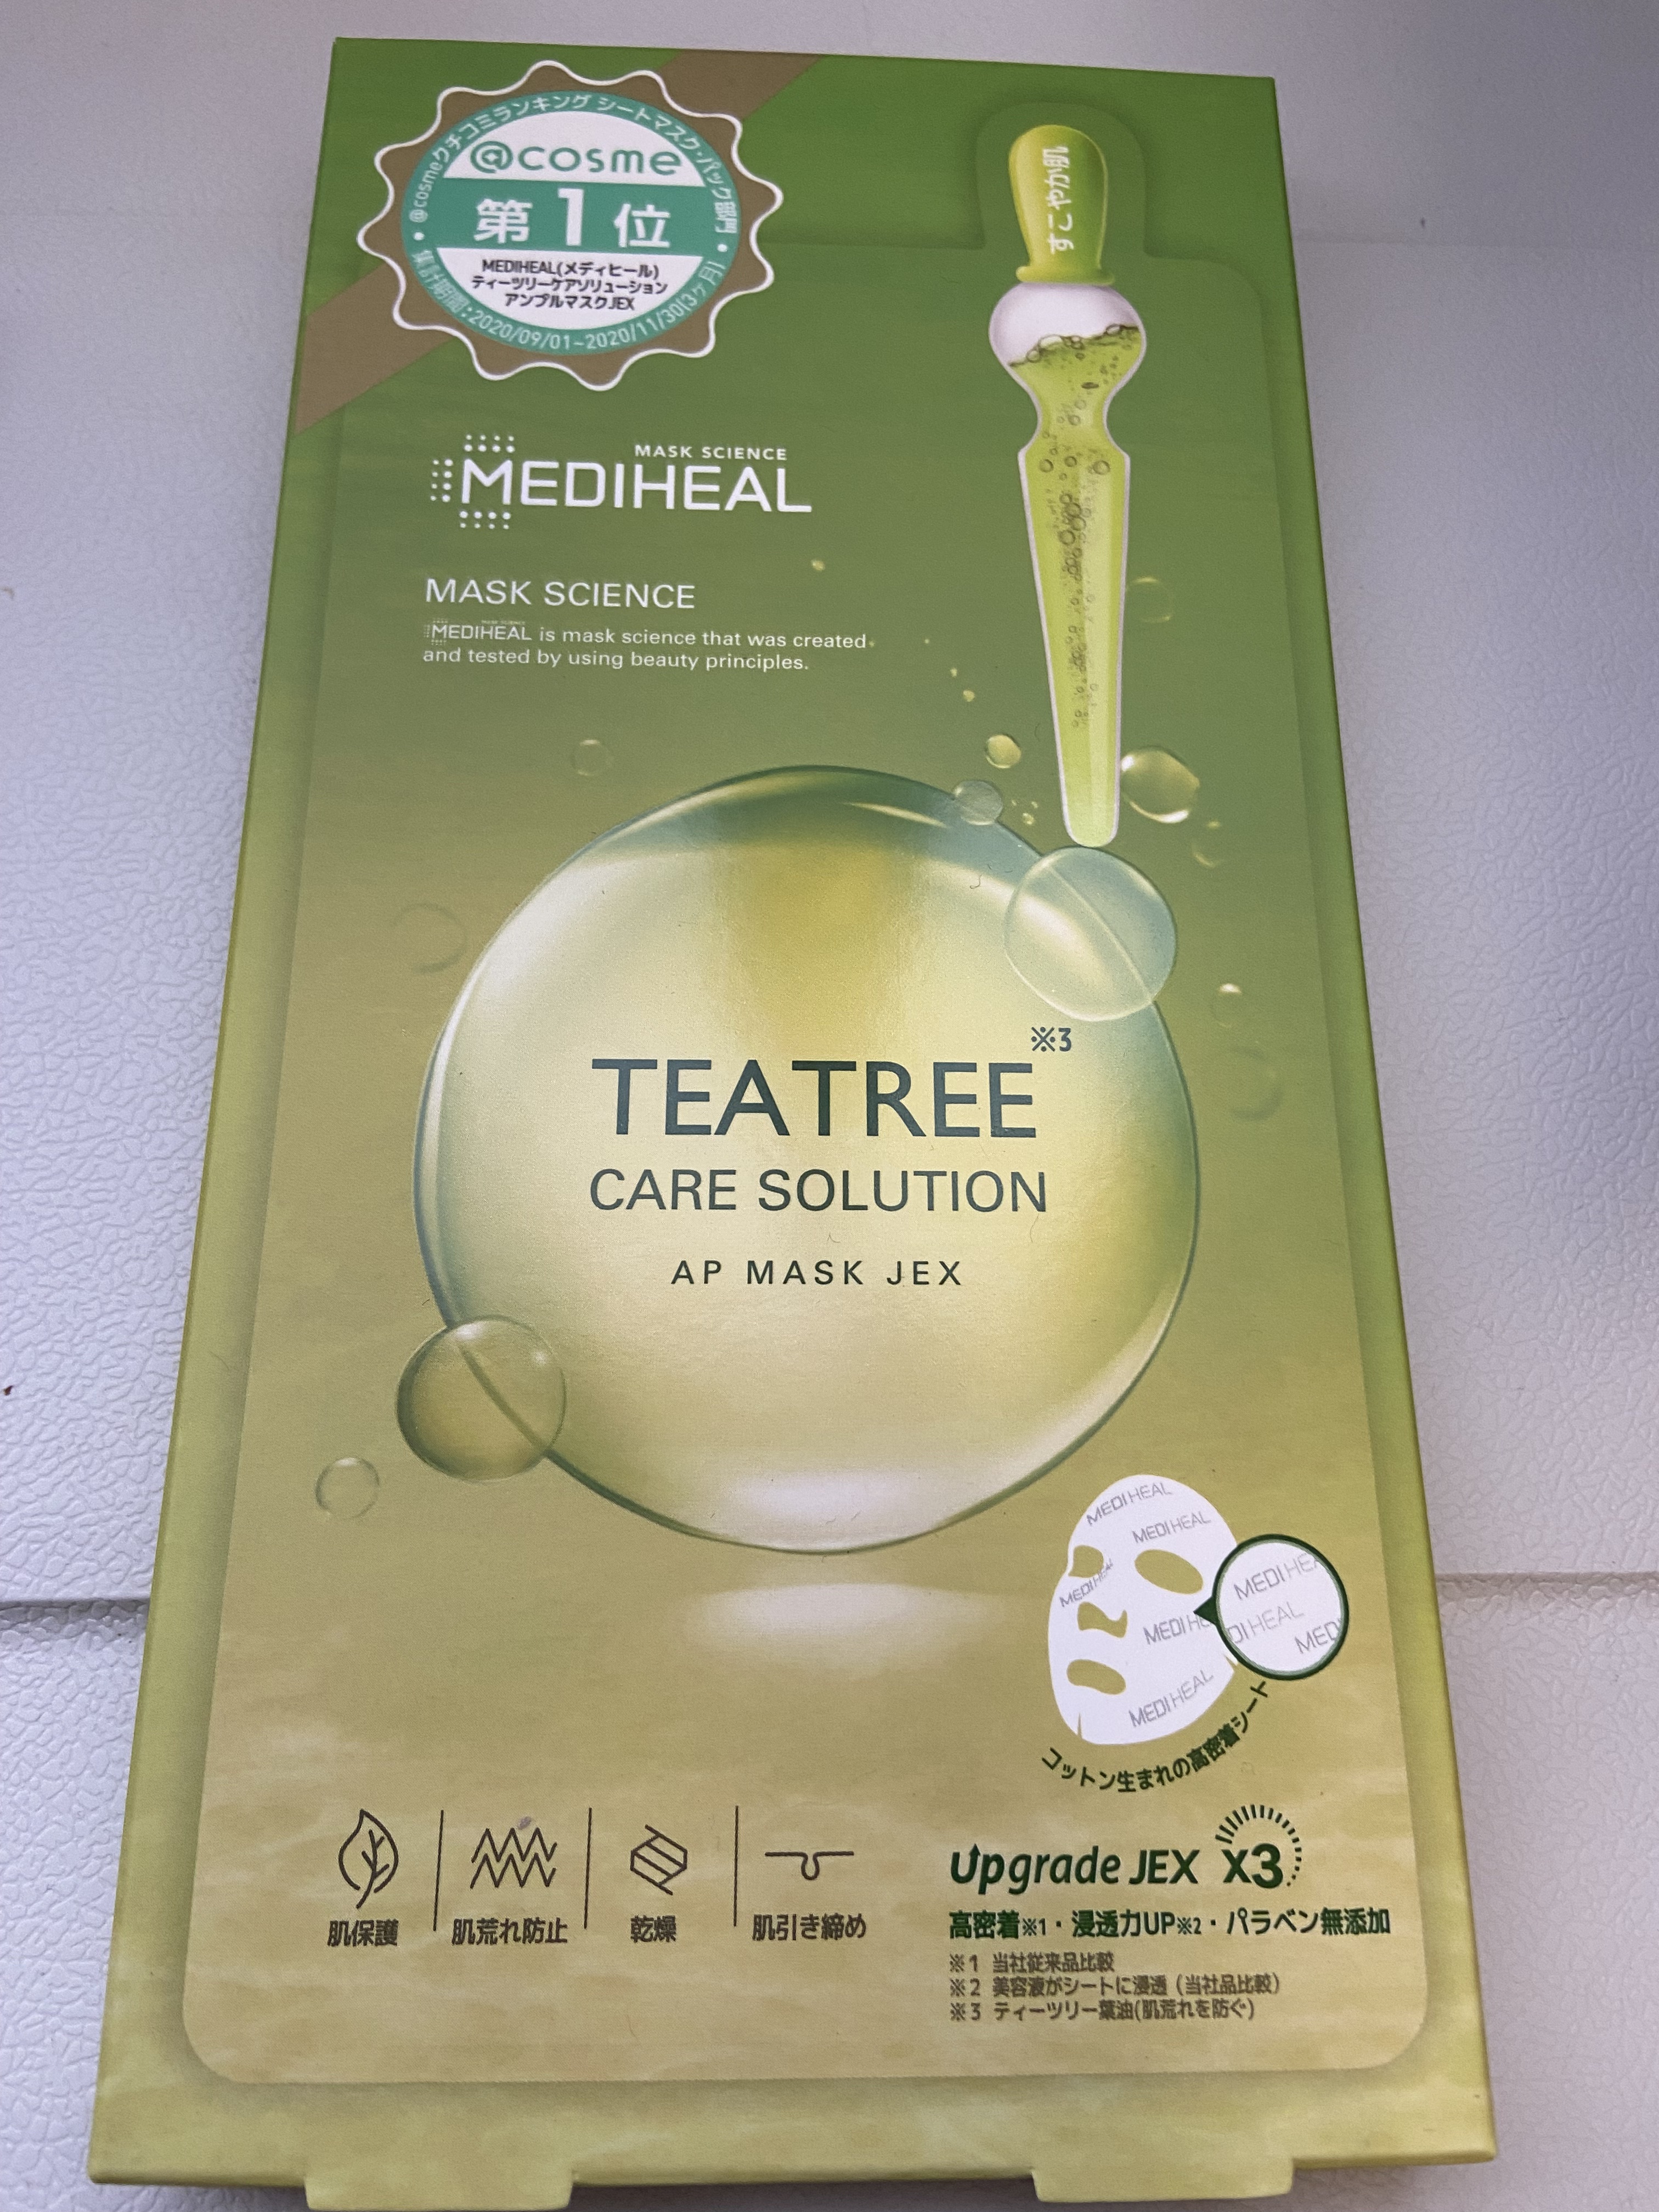 @cosmeクチコミランキング シートマスク・パック部門
@cosme
第1位
MEDIHEAL(メディヒール)
ティーツリーケアソリューション
アンプルマスクJEX
集計期間:2020/09/01~2020/11/30(3ヶ月)
すこやか肌
MASK SCIENCE
MEDIHEAL
MASK SCIENCE
MEDIHEAL is mask science that was created
and tested by using beauty principles.
TEATREE※3
CARE SOLUTION
AP MASK JEX
MEDIHEAL
MEDIHEAL
MEDIHEAL
MEDIHE
MEDIHEAL
MEDIHEA
DIHEAL
MEDI
コットン生まれの高密着シート
肌保護
肌荒れ防止
乾燥
肌引き締め
Upgrade JEX X3
高密着※1・浸透力UP※2・パラベン無添加
※1 当社従来品比較
※2 美容液がシートに浸透（当社品比較）
※3 ティーツリー葉油(肌荒れを防ぐ)